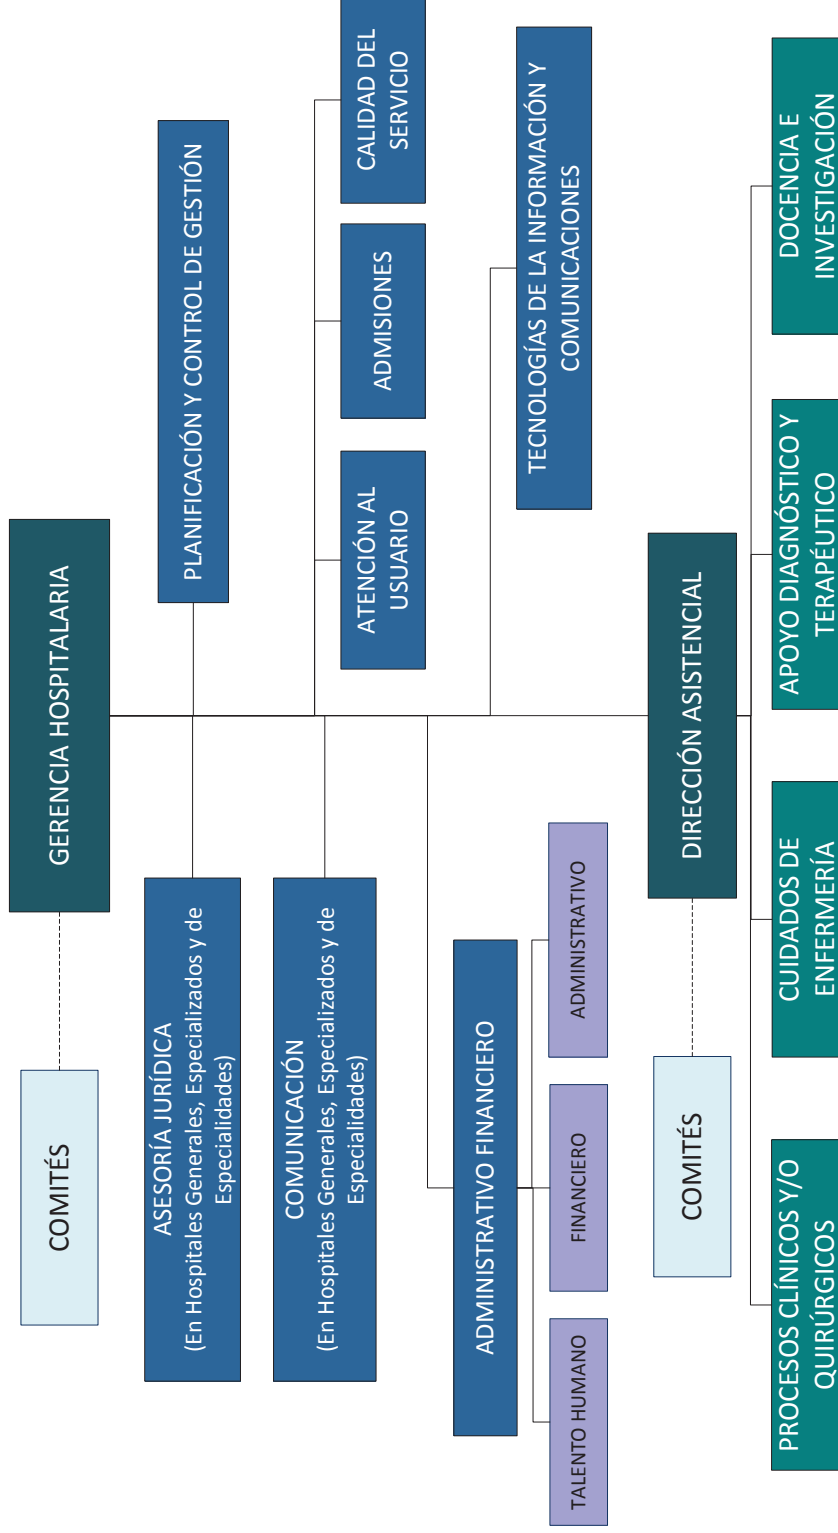 COMITÉS
GERENCIA HOSPITALARIA
ASESORÍA JURÍDICA
(En Hospitales Generales, Especializados y de
Especialidades)
PLANIFICACIÓN Y CONTROL DE GESTIÓN
COMUNICACIÓN
(En Hospitales Generales, Especializados y de
Especialidades)
ATENCIÓN AL
USUARIO
ADMISIONES
CALIDAD DEL
SERVICIO
ADMINISTRATIVO FINANCIERO
TECNOLOGÍAS DE LA INFORMACIÓN Y
COMUNICACIONES
TALENTO HUMANO
FINANCIERO
ADMINISTRATIVO
COMITÉS
DIRECCIÓN ASISTENCIAL
PROCESOS CLÍNICOS Y/O
QUIRÚRGICOS
CUIDADOS DE
ENFERMERÍA
APOYO DIAGNÓSTICO Y
TERAPÉUTICO
DOCENCIA E
INVESTIGACIÓN